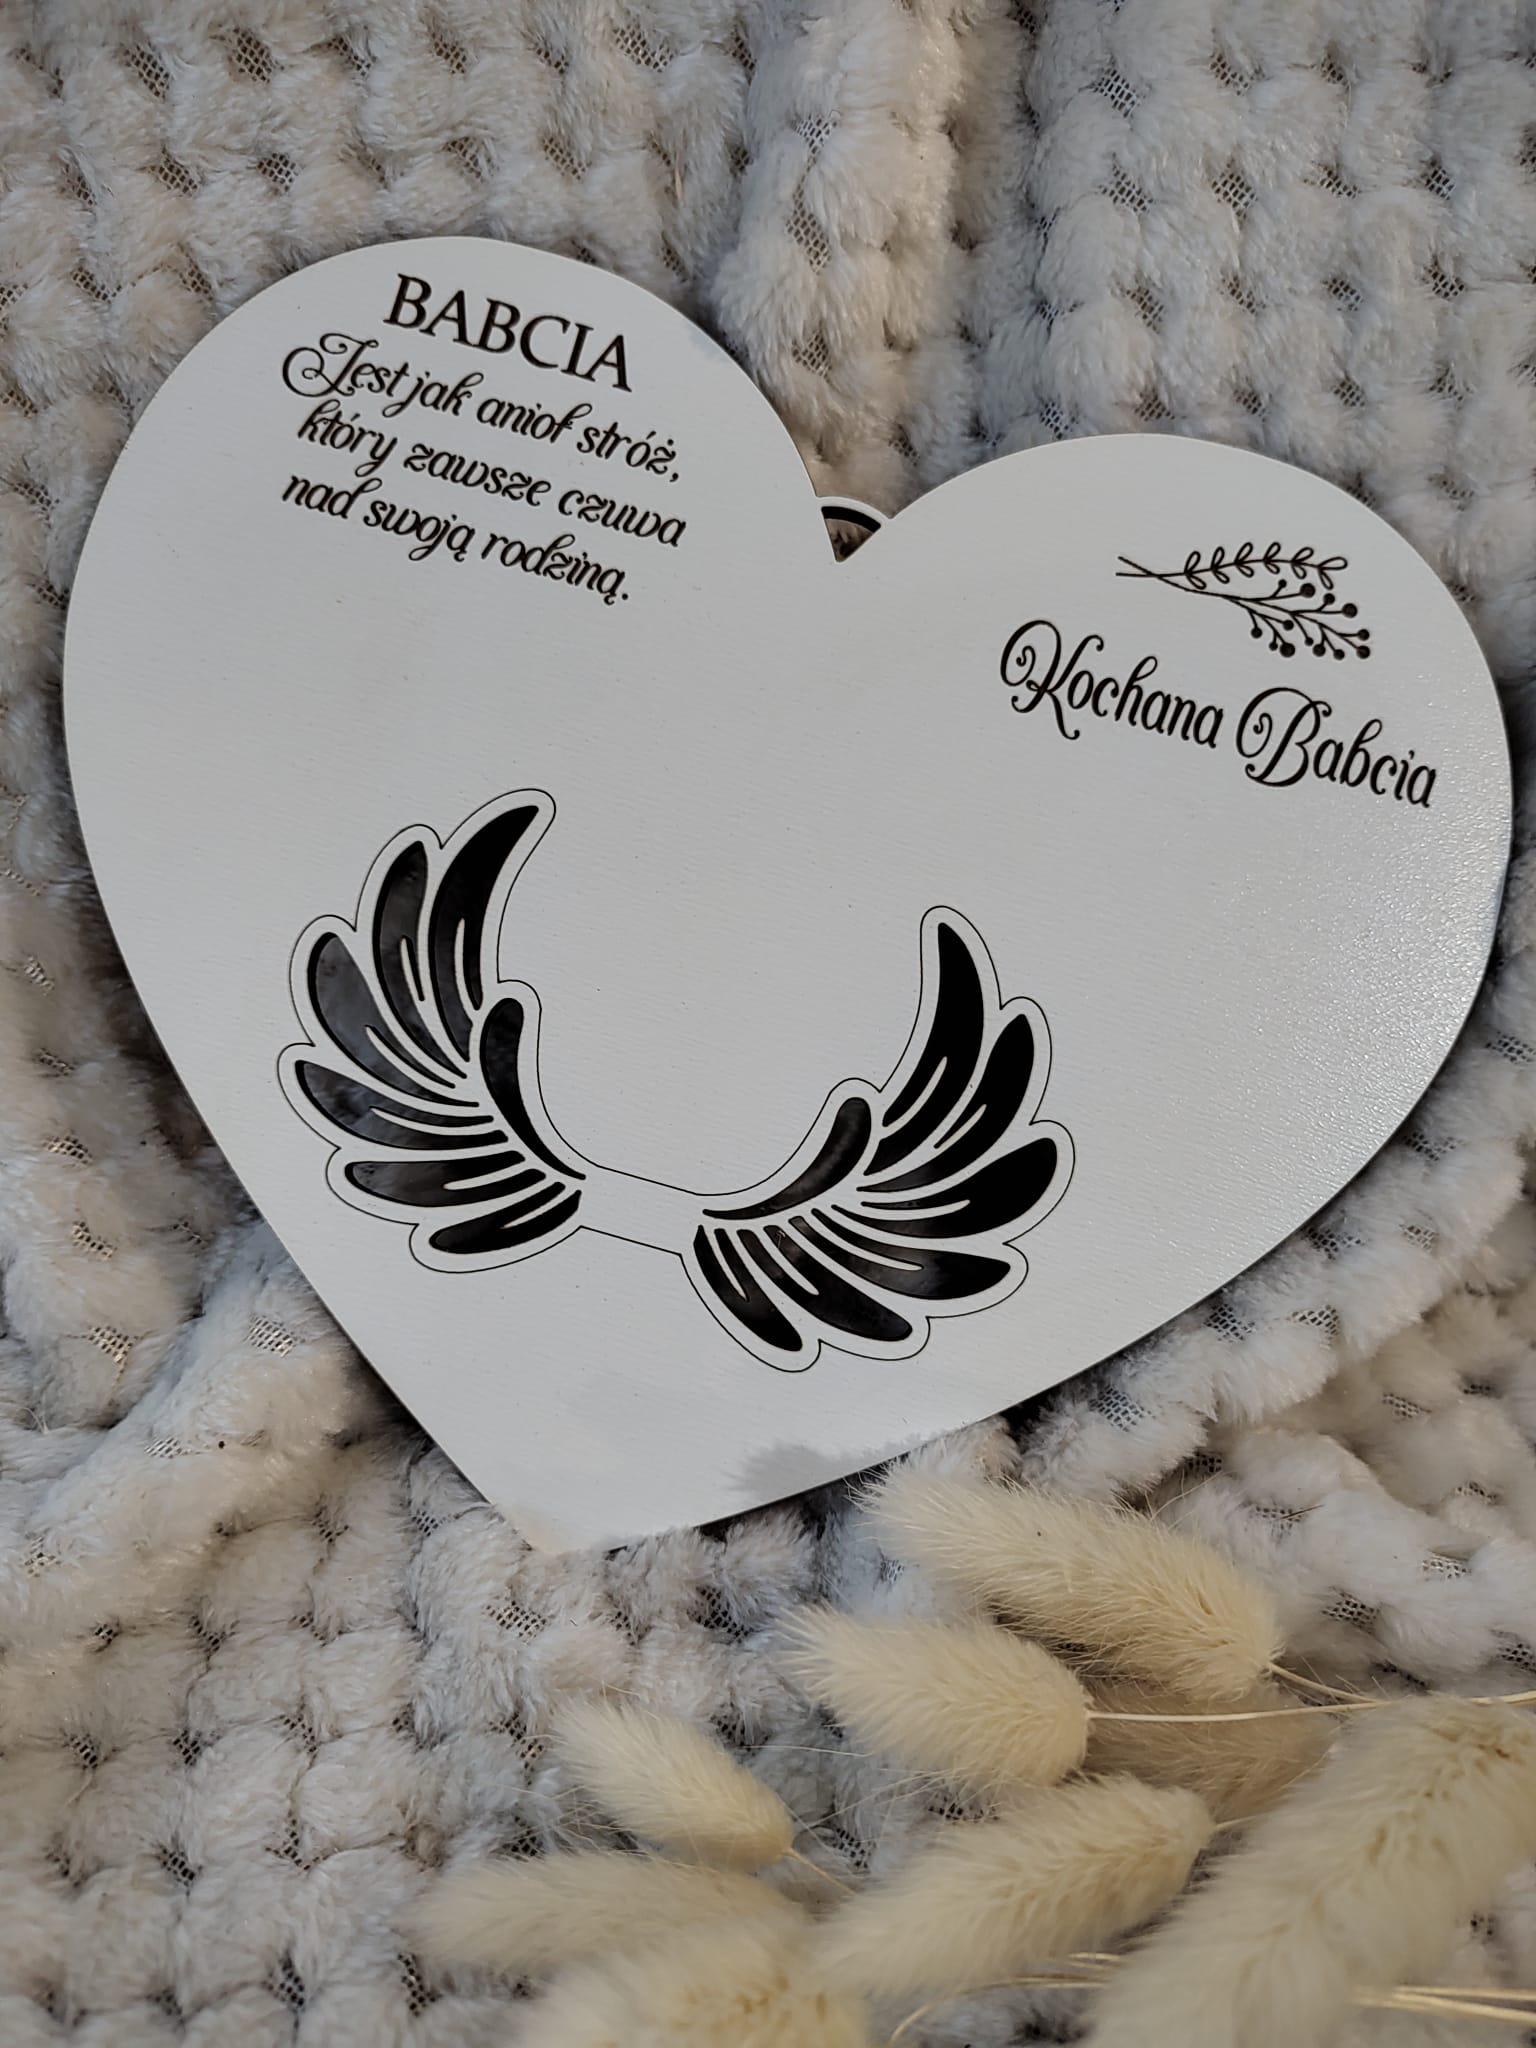 BABCIA
Jest jak anioł stróż,
który zawsze czuwa
nad swoją rodziną.
Kochana Babcia